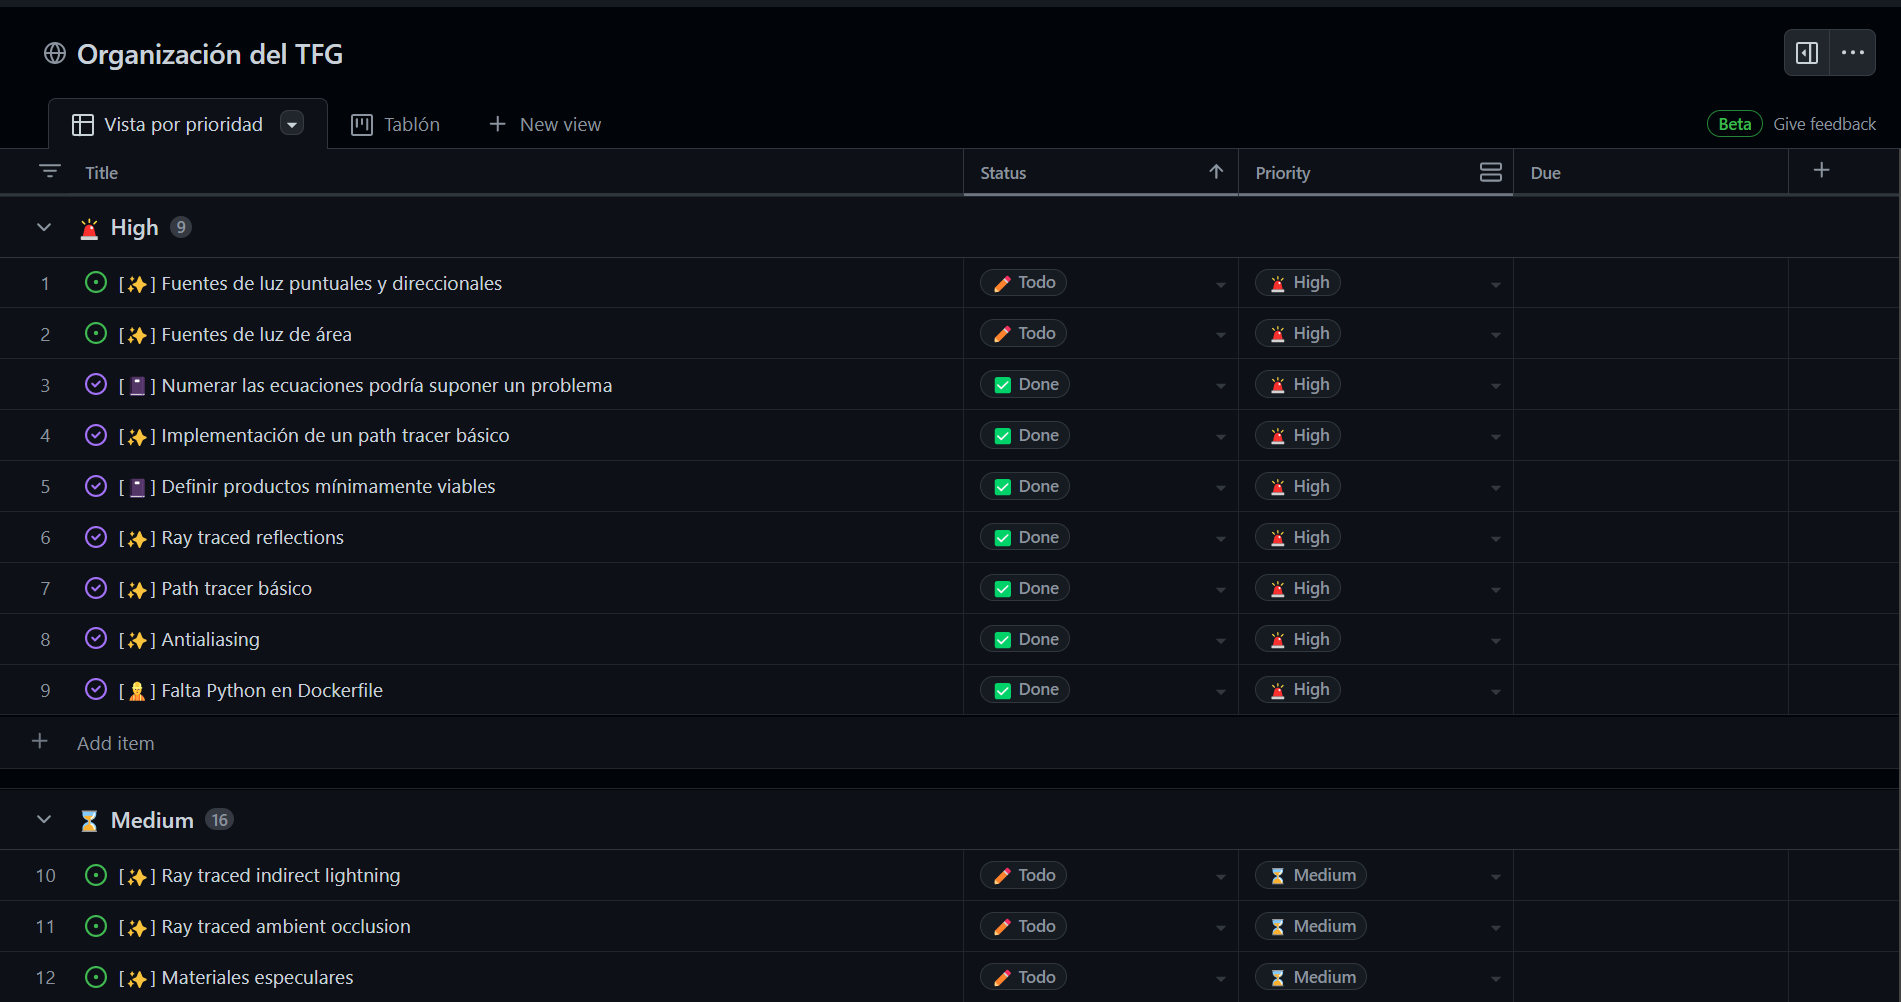 Organización del TFG
Vista por prioridad Tablón New view Beta Give feedback
Title Status Priority Due
High 9
1 [✨] Fuentes de luz puntuales y direccionales Todo High
2 [✨] Fuentes de luz de área Todo High
3 [📓] Numerar las ecuaciones podría suponer un problema Done High
4 [✨] Implementación de un path tracer básico Done High
5 [📓] Definir productos mínimamente viables Done High
6 [✨] Ray traced reflections Done High
7 [✨] Path tracer básico Done High
8 [✨] Antialiasing Done High
9 [👷] Falta Python en Dockerfile Done High
Add item
Medium 16
10 [✨] Ray traced indirect lightning Todo Medium
11 [✨] Ray traced ambient occlusion Todo Medium
12 [✨] Materiales especulares Todo Medium